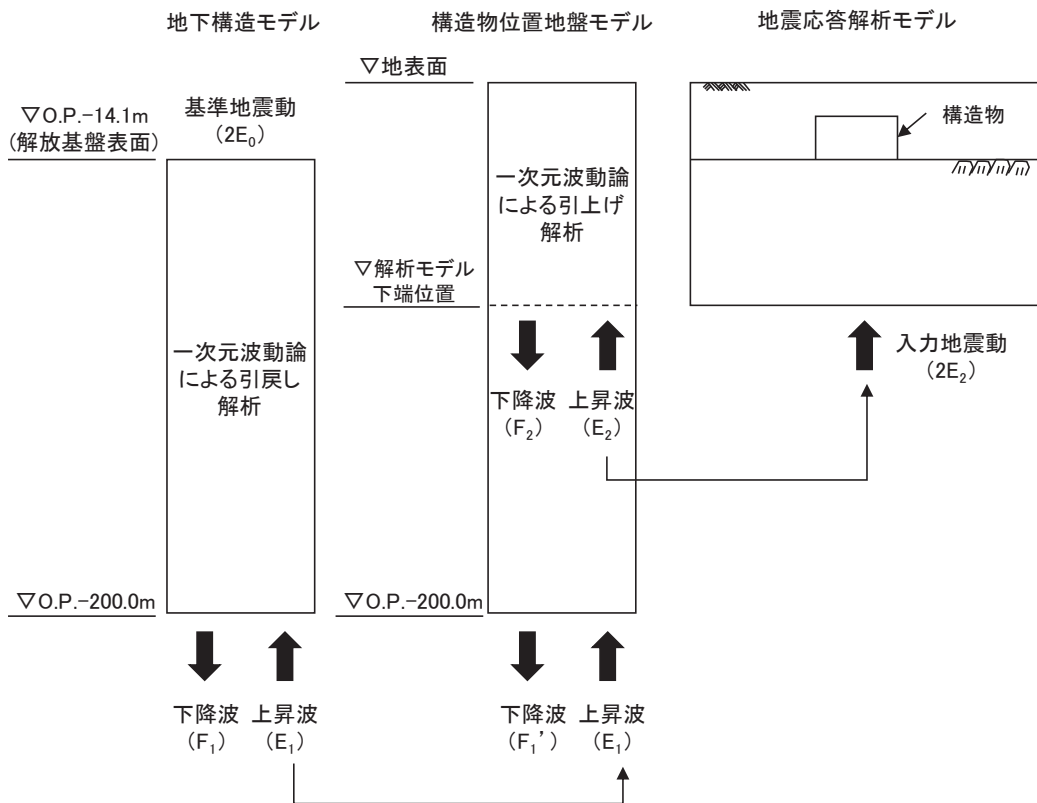 地下構造モデル
構造物位置地盤モデル
地震応答解析モデル
▽O.P.-14.1m
(解放基盤表面)
基準地震動
(2E₀)
一次元波動論
による引戻し
解析
▽O.P.-200.0m
下降波
(F₁)
上昇波
(E₁)
▽地表面
一次元波動論
による引上げ
解析
▽解析モデル
下端位置
下降波
(F₂)
上昇波
(E₂)
▽O.P.-200.0m
下降波
(F₁’)
上昇波
(E₁)
構造物
入力地震動
(2E₂)